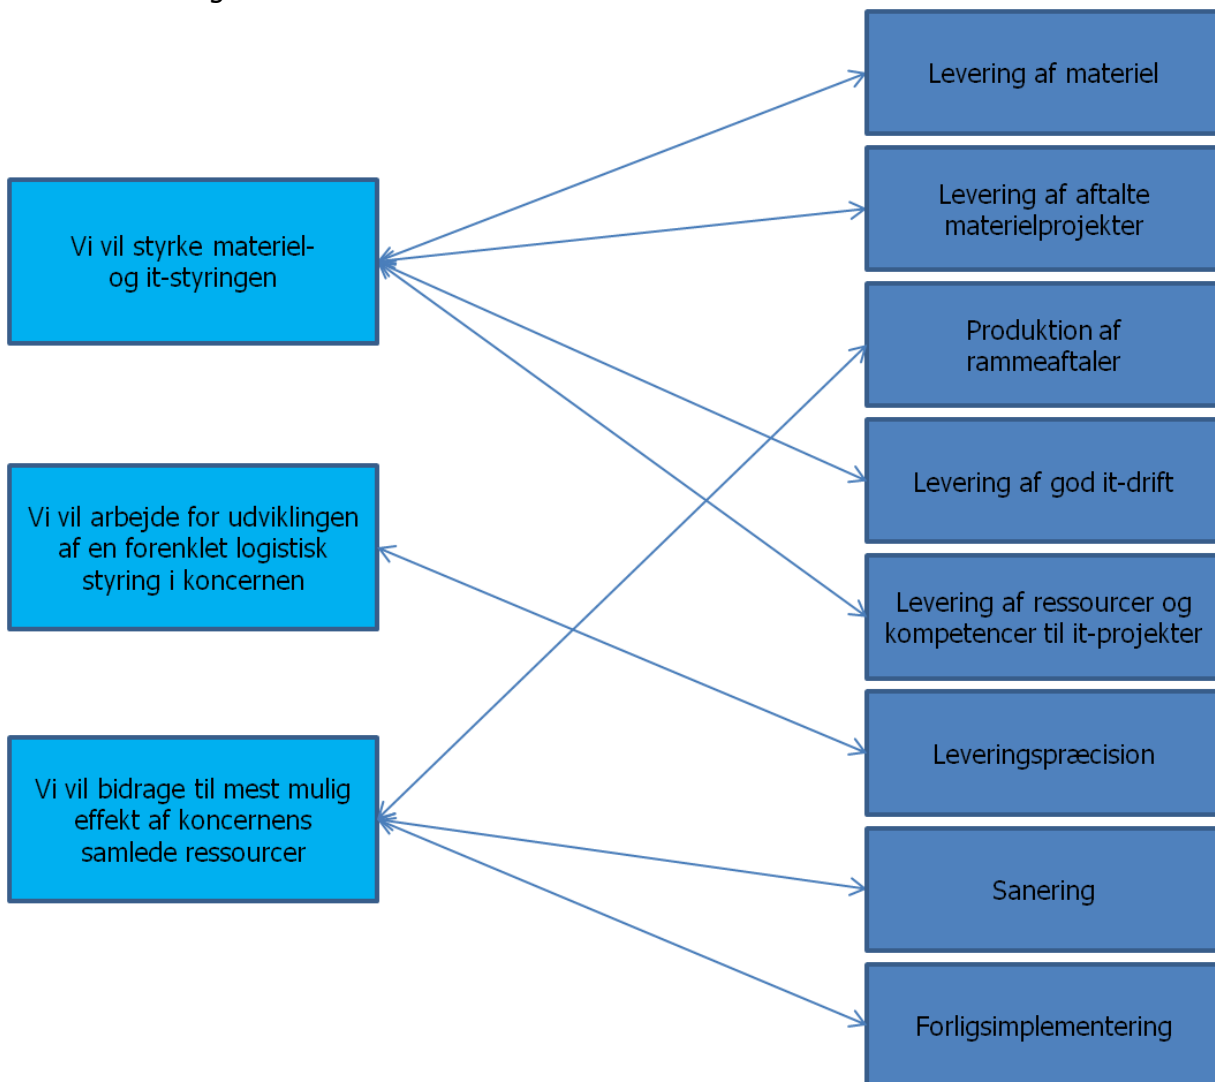 Levering af materiel
Levering af aftalte
materielprojekter
Vi vil styrke materiel-
og it-styringen
Produktion af
rammeaftaler
Levering af god it-drift
Vi vil arbejde for udviklingen
af en forenklet logistisk
styring i koncernen
Levering af ressourcer og
kompetencer til it-projekter
Leveringspræcision
Vi vil bidrage til mest mulig
effekt af koncernens
samlede ressourcer
Sanering
Forligsimplementering